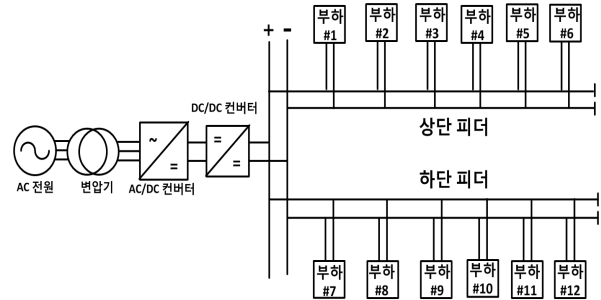 + -
부하 #1
부하 #2
부하 #3
부하 #4
부하 #5
부하 #6
DC/DC 컨버터
상단 피더
~
=
=
=
하단 피더
AC 전원
변압기
AC/DC 컨버터
부하 #7
부하 #8
부하 #9
부하 #10
부하 #11
부하 #12